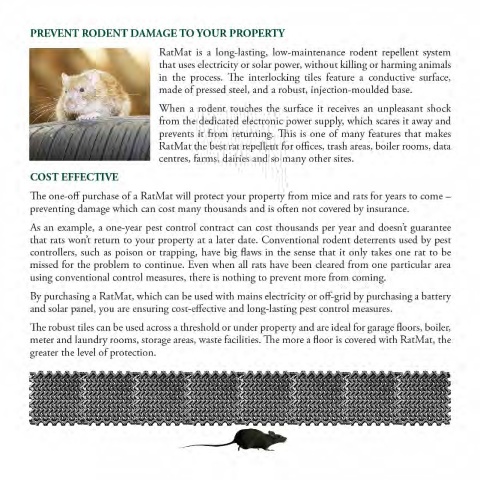 PREVENT RODENT DAMAGE TO YOUR PROPERTY
RatMat is a long-lasting, low-maintenance rodent repellent system
that uses electricity or solar power, without killing or harming animals
in the process. The interlocking tiles feature a conductive surface,
made of pressed steel, and a robust, injection-moulded base.
When a rodent touches the surface it receives an unpleasant shock
from the dedicated electronic power supply, which scares it away and
prevents it from returning. This is one of many features that makes
RatMat the best rat repellent for offices, trash areas, boiler rooms, data
centres, farms, dairies and so many other sites.
COST EFFECTIVE
The one-off purchase of a RatMat will protect your property from mice and rats for years to come –
preventing damage which can cost many thousands and is often not covered by insurance.
As an example, a one-year pest control contract can cost thousands per year and doesn't guarantee
that rats won't return to your property at a later date. Conventional rodent deterrents used by pest
controllers, such as poison or trapping, have big flaws in the sense that it only takes one rat to be
missed for the problem to continue. Even when all rats have been cleared from one particular area
using conventional control measures, there is nothing to prevent more from coming.
By purchasing a RatMat, which can be used with mains electricity or off-grid by purchasing a battery
and solar panel, you are ensuring cost-effective and long-lasting pest control measures.
The robust tiles can be used across a threshold or under property and are ideal for garage floors, boiler,
meter and laundry rooms, storage areas, waste facilities. The more a floor is covered with RatMat, the
greater the level of protection.